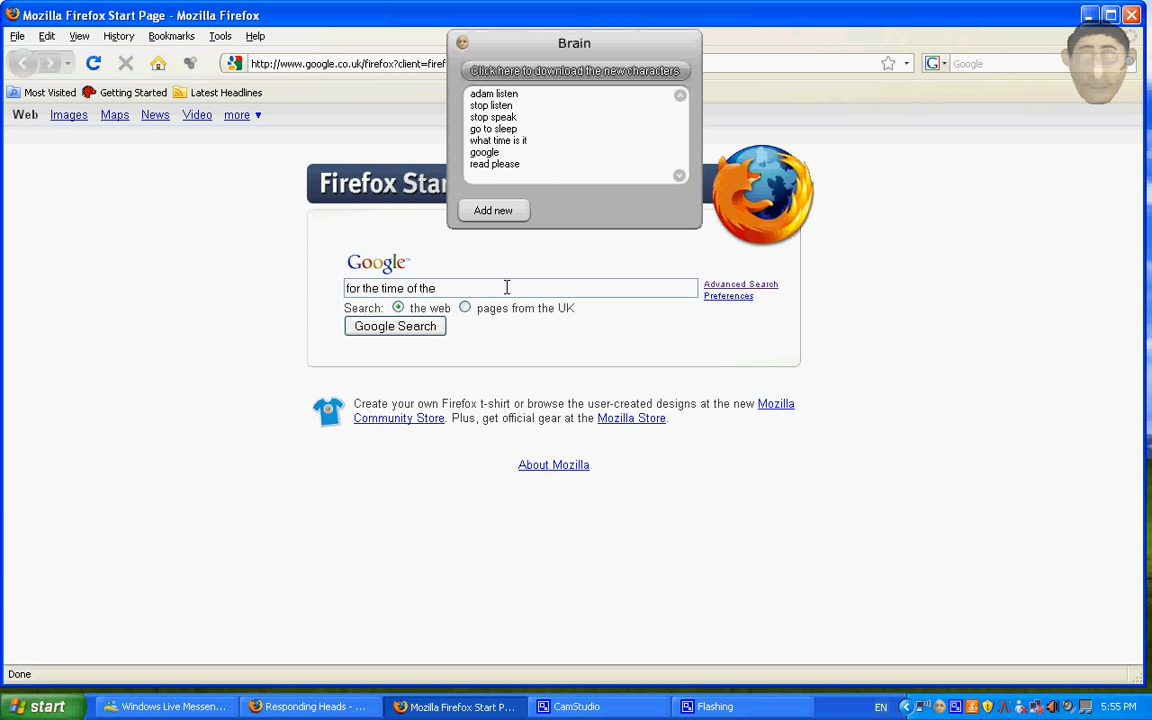 Mozilla Firefox Start Page - Mozilla Firefox
File Edit View History Bookmarks Tools Help
http://www.google.co.uk/firefox?client=firef
Google
Most Visited Getting Started Latest Headlines
Web Images Maps News Video more ▼
Brain
Click here to download the new characters
adam listen
stop listen
stop speak
go to sleep
what time is it
google
read please
Add new
Firefox Star
Google™
for the time of the
Advanced Search
Preferences
Search: the web pages from the UK
Google Search
Create your own Firefox t-shirt or browse the user-created designs at the new Mozilla
Community Store. Plus, get official gear at the Mozilla Store.
About Mozilla
Done
start Windows Live Messen... Responding Heads - ... Mozilla Firefox Start P... CamStudio Flashing EN 5:55 PM